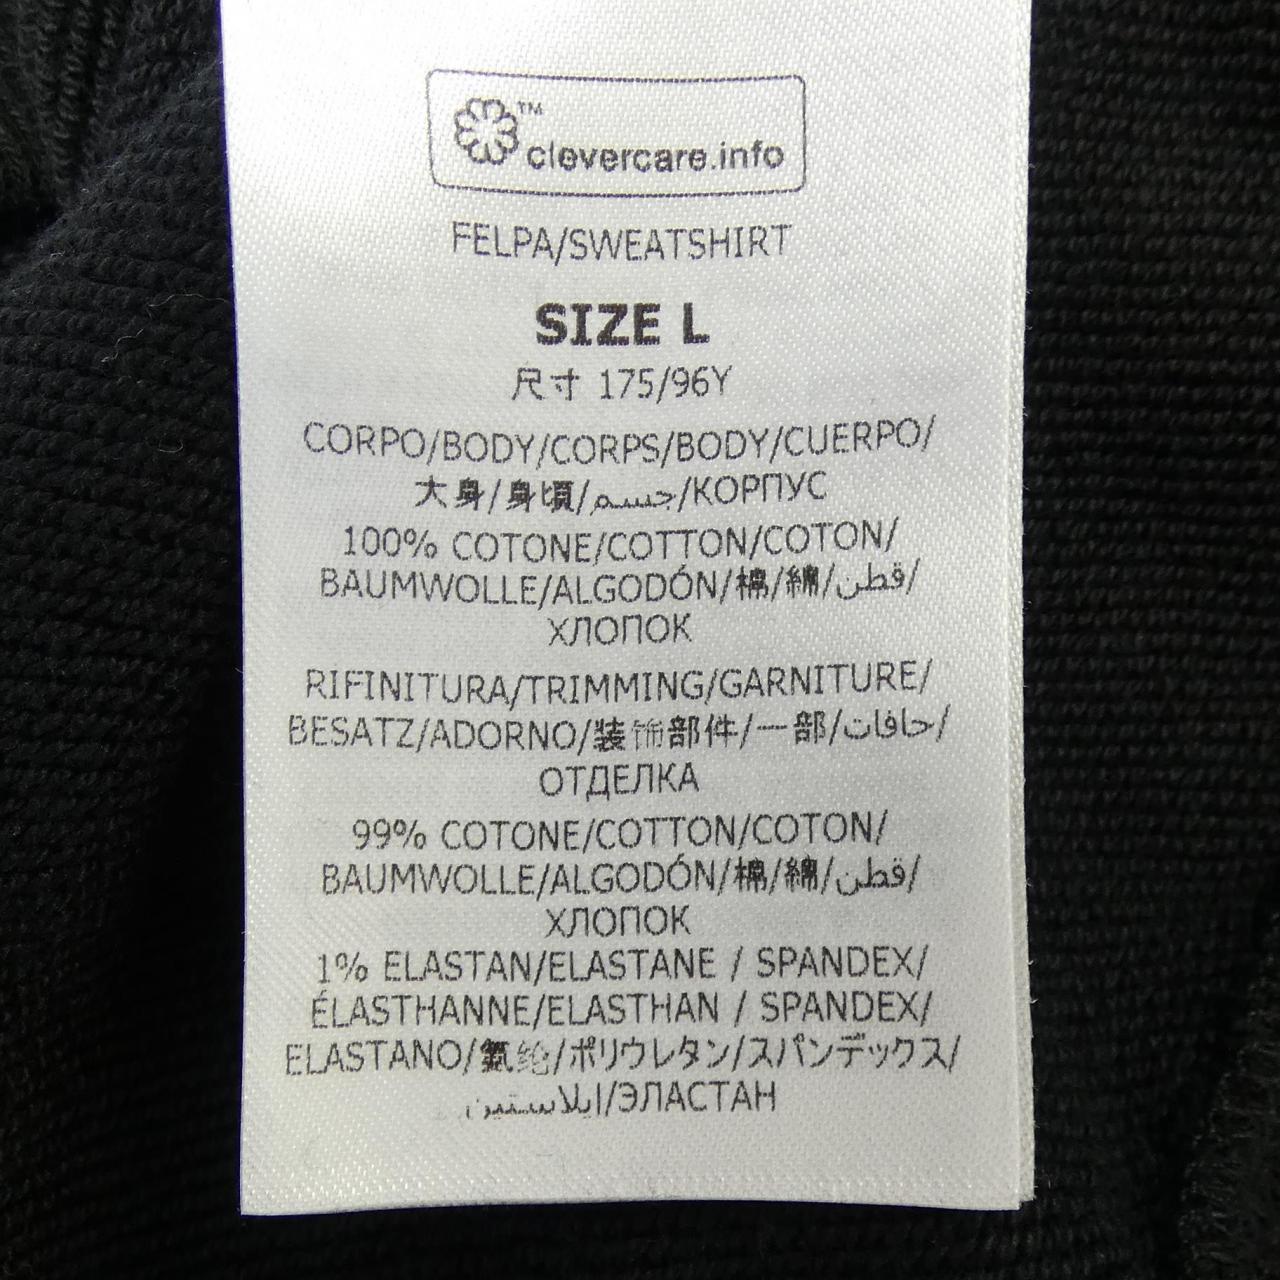 ™
clevercare.info
FELPA/SWEATSHIRT
SIZE L
尺寸 175/96Y
CORPO/BODY/CORPS/BODY/CUERPO/
大身/身頃/جسم/КОРПУС
100% COTONE/COTTON/COTON/
BAUMWOLLE/ALGODÓN/棉/綿/قطن/
ХЛОПОК
RIFINITURA/TRIMMING/GARNITURE/
BESATZ/ADORNO/装饰部件/一部/حافات/
ОТДЕЛКА
99% COTONE/COTTON/COTON/
BAUMWOLLE/ALGODÓN/棉/綿/قطن/
ХЛОПОК
1% ELASTAN/ELASTANE / SPANDEX/
ÉLASTHANNE/ELASTHAN / SPANDEX/
ELASTANO/氨纶/ポリウレタン/スパンデックス/
ايلاستين/ЭЛАСТАН